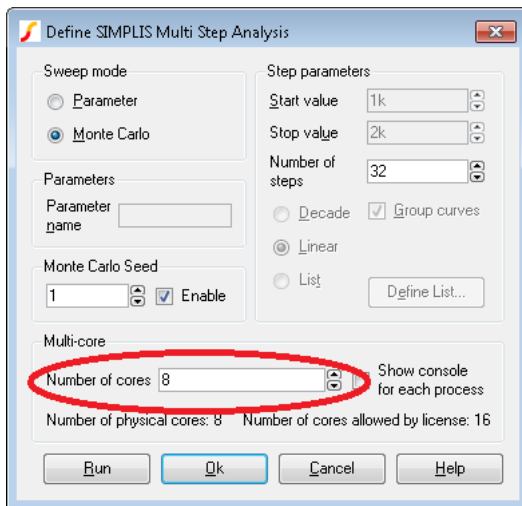 Define SIMPLIS Multi Step Analysis
Sweep mode
Parameter
Monte Carlo
Parameters
Parameter
name
Monte Carlo Seed
1
Enable
Step parameters
Start value
1k
Stop value
2k
Number of
steps
32
Decade
Group curves
Linear
List
Define List...
Multi-core
Number of cores
8
Show console
for each process
Number of physical cores: 8
Number of cores allowed by license: 16
Run
Ok
Cancel
Help